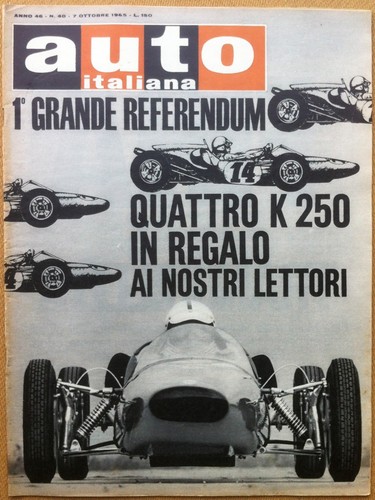 ANNO 46 - N. 40 - 7 OTTOBRE 1965 - L. 150
auto
italiana
1° GRANDE REFERENDUM
14
QUATTRO K 250
IN REGALO
4
AI NOSTRI LETTORI